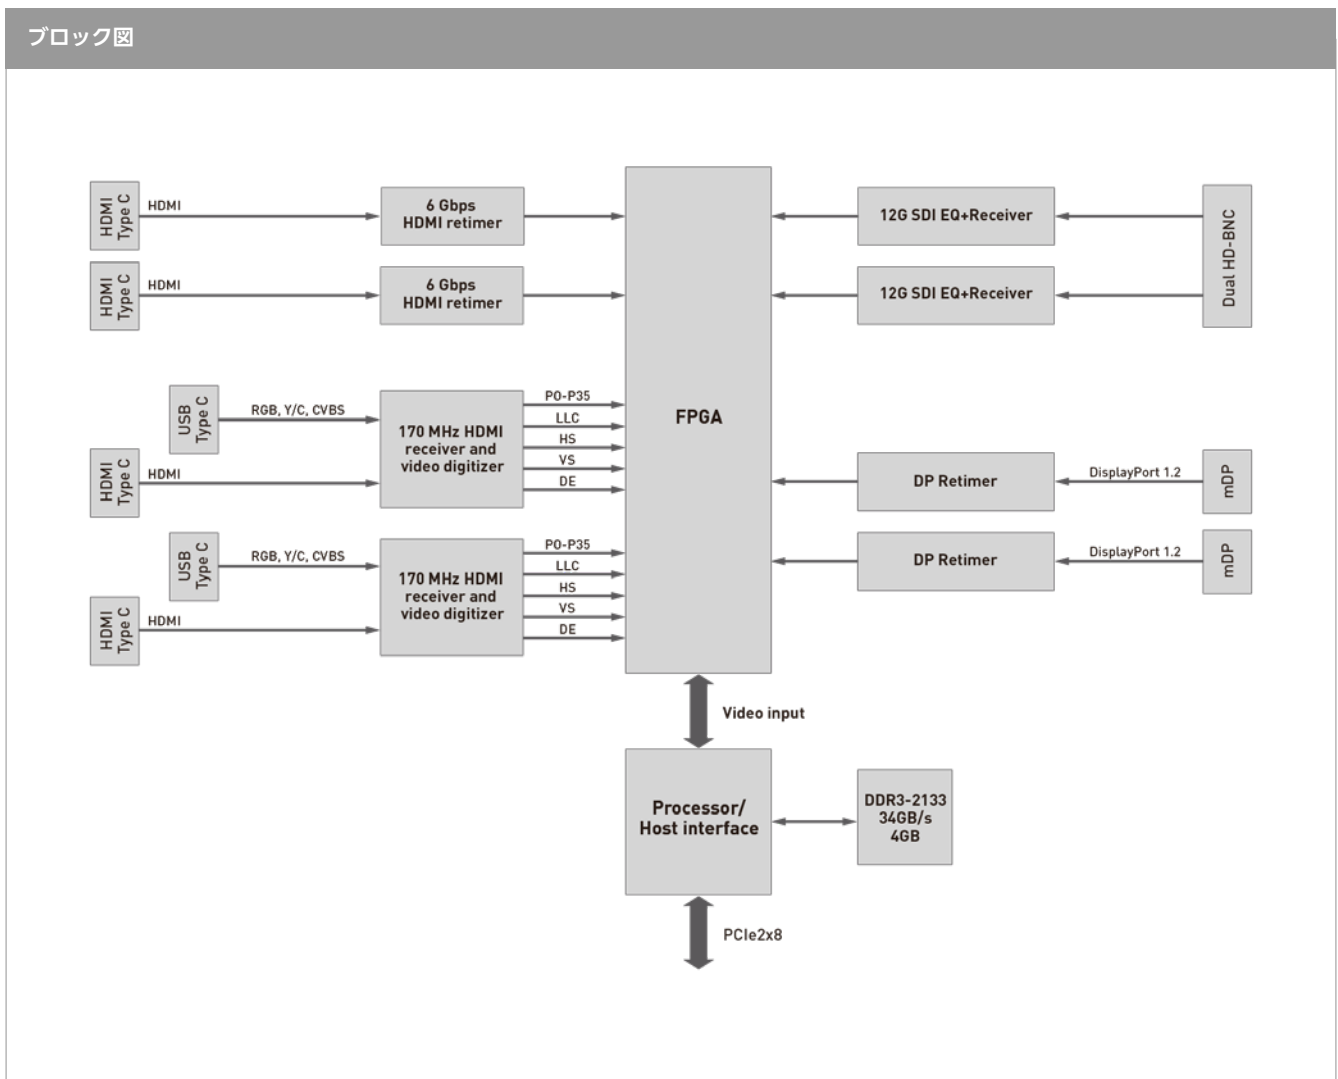 ブロック図
HDMI
Type C
HDMI
6 Gbps
HDMI retimer
HDMI
Type C
HDMI
6 Gbps
HDMI retimer
USB
Type C
RGB, Y/C, CVBS
HDMI
Type C
HDMI
170 MHz HDMI
receiver and
video digitizer
PO-P35
LLC
HS
VS
DE
USB
Type C
RGB, Y/C, CVBS
HDMI
Type C
HDMI
170 MHz HDMI
receiver and
video digitizer
PO-P35
LLC
HS
VS
DE
FPGA
12G SDI EQ+Receiver
12G SDI EQ+Receiver
Dual HD-BNC
DP Retimer
DisplayPort 1.2
mDP
DP Retimer
DisplayPort 1.2
mDP
Video input
Processor/
Host interface
DDR3-2133
34GB/s
4GB
PCIe2x8